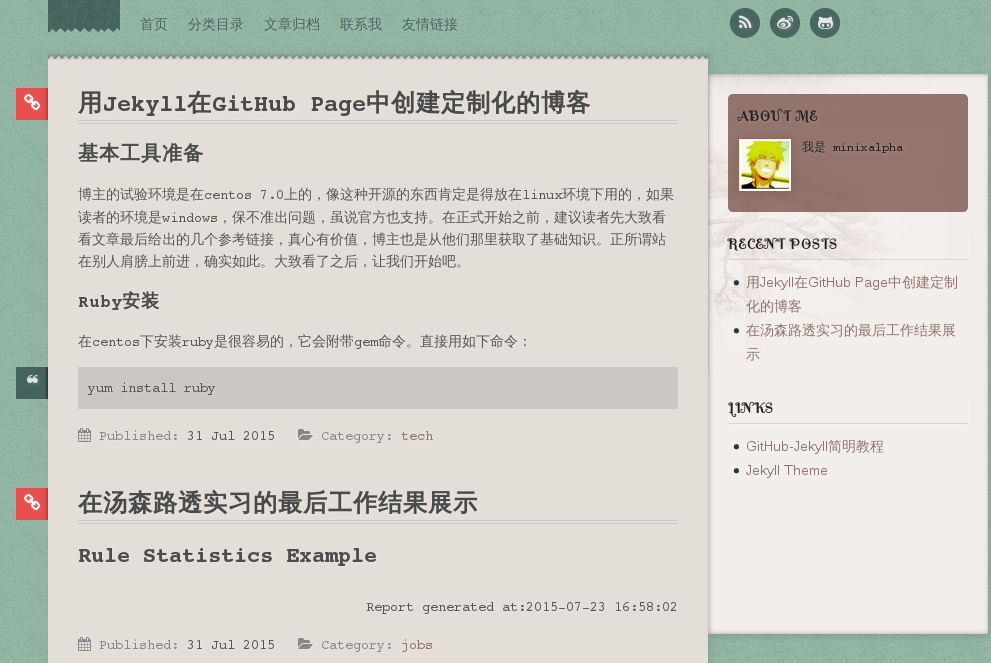 首页 分类目录 文章归档 联系我 友情链接
用Jekyll在GitHub Page中创建定制化的博客
基本工具准备
博主的试验环境是在centos 7.0上的，像这种开源的东西肯定是得放在linux环境下用的，如果
读者的环境是windows，保不准出问题，虽说官方也支持。在正式开始之前，建议读者先大致看
看文章最后给出的几个参考链接，真心有价值，博主也是从他们那里获取了基础知识。正所谓站
在别人肩膀上前进，确实如此。大致看了之后，让我们开始吧。
Ruby安装
在centos下安装ruby是很容易的，它会附带gem命令。直接用如下命令：
yum install ruby
Published: 31 Jul 2015 Category: tech
在汤森路透实习的最后工作结果展示
Rule Statistics Example
Report generated at:2015-07-23 16:58:02
Published: 31 Jul 2015 Category: jobs
ABOUT ME
我是 minixalpha
RECENT POSTS
用Jekyll在GitHub Page中创建定制
化的博客
在汤森路透实习的最后工作结果展
示
LINKS
GitHub-Jekyll简明教程
Jekyll Theme